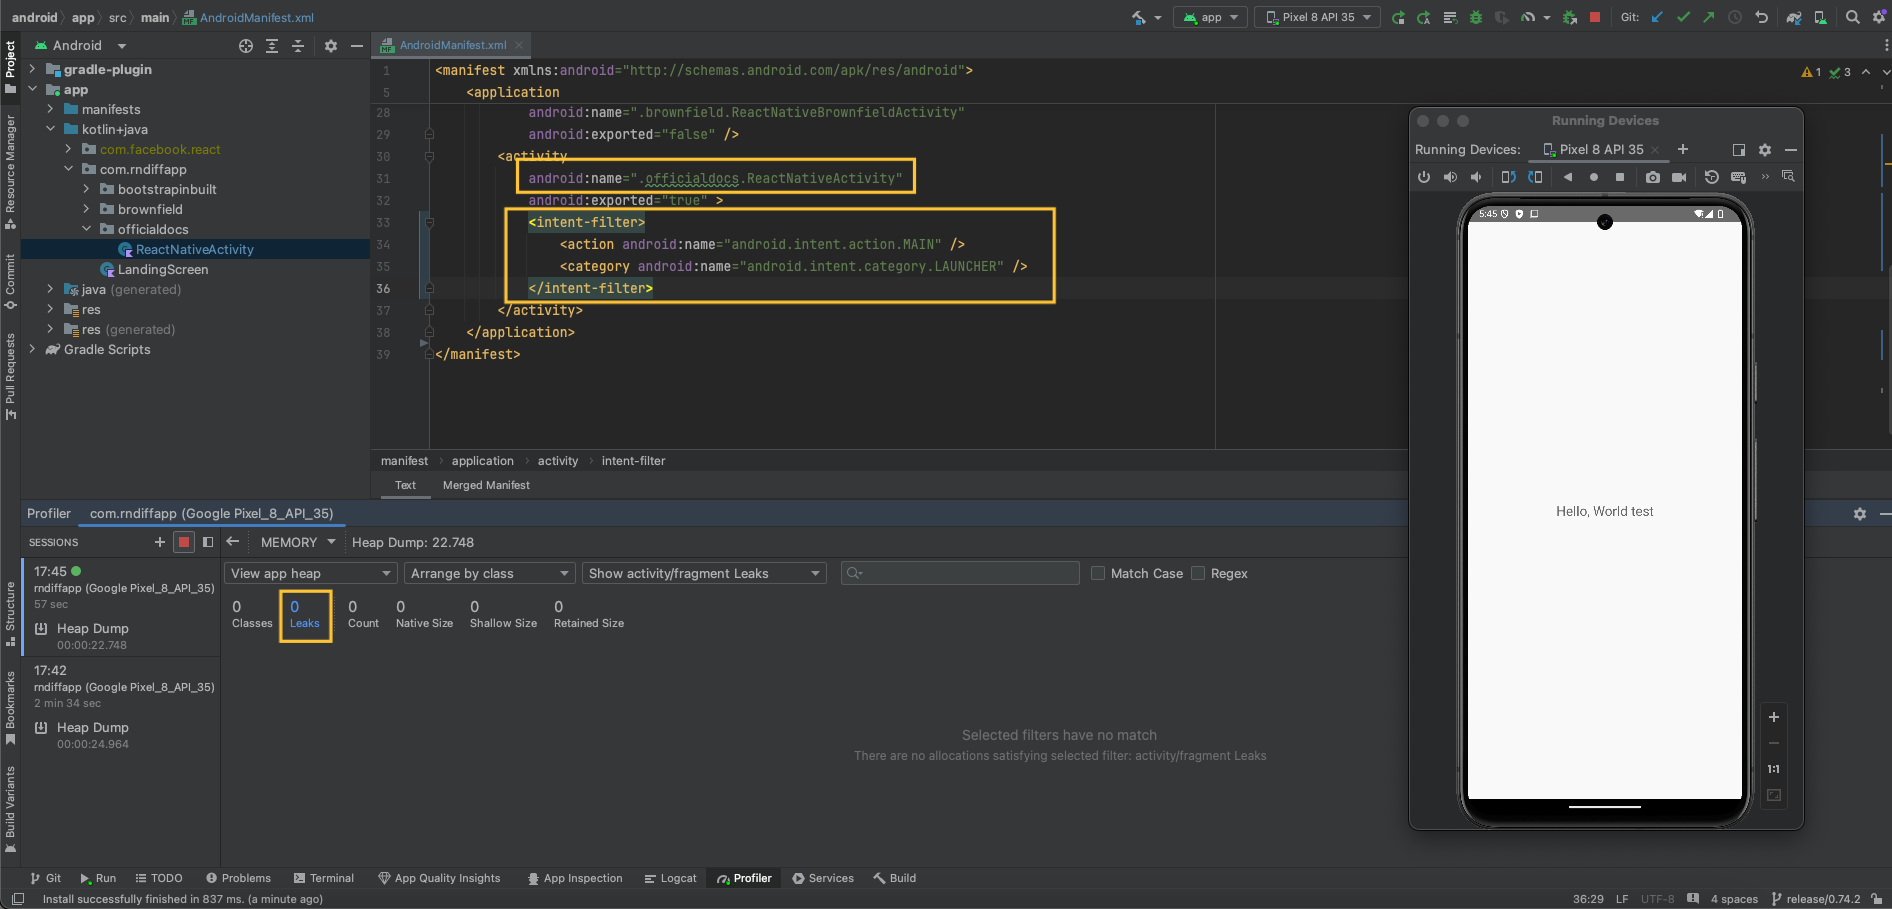 android
app
src
main
AndroidManifest.xml
app
Pixel 8 API 35
Git:
Project
Resource Manager
Commit
Pull Requests
Structure
Bookmarks
Build Variants
Android
gradle-plugin
app
manifests
kotlin+java
com.facebook.react
com.rndiffapp
bootstrapinbuilt
brownfield
officialdocs
ReactNativeActivity
LandingScreen
java (generated)
res
res (generated)
Gradle Scripts
AndroidManifest.xml
1 <manifest xmlns:android="http://schemas.android.com/apk/res/android">
5 <application
28 android:name=".brownfield.ReactNativeBrownfieldActivity"
29 android:exported="false" />
30 <activity
31 android:name=".officialdocs.ReactNativeActivity"
32 android:exported="true" >
33 <intent-filter>
34 <action android:name="android.intent.action.MAIN" />
35 <category android:name="android.intent.category.LAUNCHER" />
36 </intent-filter>
37 </activity>
38 </application>
39 </manifest>
1 3
manifest application activity intent-filter
Text Merged Manifest
Running Devices
Running Devices: Pixel 8 API 35
5:45
Hello, World test
1:1
Profiler com.rndiffapp (Google Pixel_8_API_35)
SESSIONS
MEMORY Heap Dump: 22.748
17:45
rndiffapp (Google Pixel_8_API_35)
57 sec
Heap Dump
00:00:22.748
17:42
rndiffapp (Google Pixel_8_API_35)
2 min 34 sec
Heap Dump
00:00:24.964
View app heap Arrange by class Show activity/fragment Leaks Match Case Regex
0 0 0 0 0 0
Classes Leaks Count Native Size Shallow Size Retained Size
Selected filters have no match
There are no allocations satisfying selected filter: activity/fragment Leaks
Git Run TODO Problems Terminal App Quality Insights App Inspection Logcat Profiler Services Build
Install successfully finished in 837 ms. (a minute ago)
36:29 LF UTF-8 4 spaces release/0.74.2